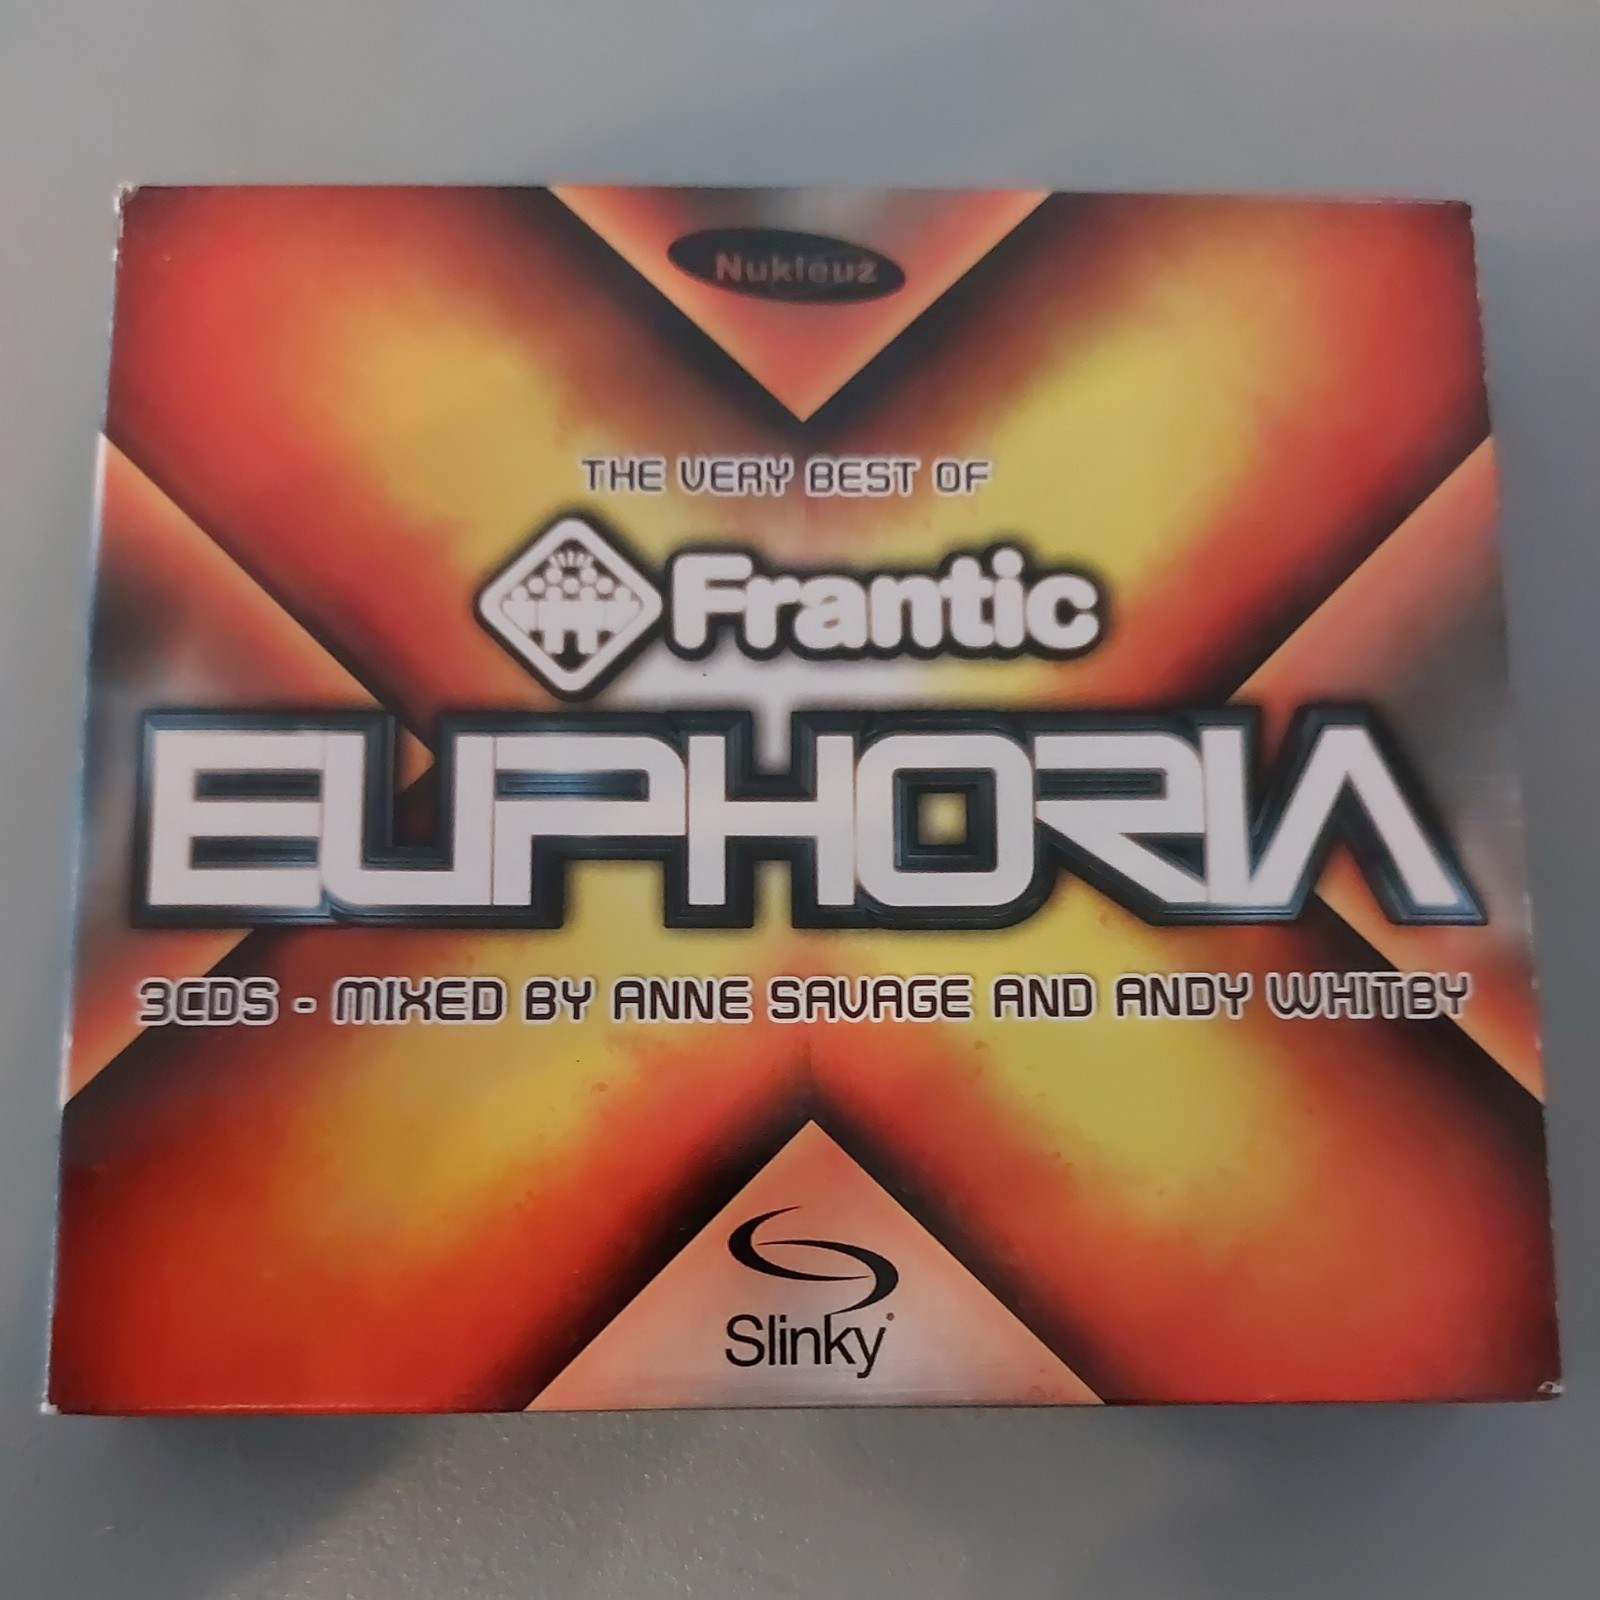 Nukleuz
THE VERY BEST OF
Frantic
EUPHORIA
3CDS - MIXED BY ANNE SAVAGE AND ANDY WHITBY
Slinky